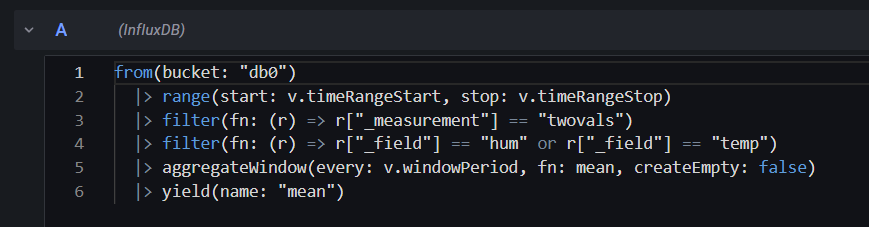 A (InfluxDB)
1 from(bucket: "db0")
2 |> range(start: v.timeRangeStart, stop: v.timeRangeStop)
3 |> filter(fn: (r) => r["_measurement"] == "twovals")
4 |> filter(fn: (r) => r["_field"] == "hum" or r["_field"] == "temp")
5 |> aggregateWindow(every: v.windowPeriod, fn: mean, createEmpty: false)
6 |> yield(name: "mean")